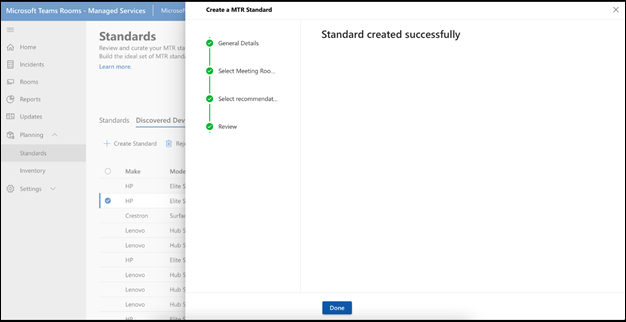 Microsoft Teams Rooms - Managed Services
Microsof
Create a MTR Standard
Home
Incidents
Rooms
Reports
Updates
Planning
Standards
Inventory
Settings
Standards
Review and curate your MTR sta
Build the ideal set of MTR standa
Learn more.
Standards Discovered Dev
Create Standard Reje
Make Mode
HP Elite S
HP Elite S
Crestron Surfac
Lenovo Hub S
Lenovo Hub S
HP Elite S
Lenovo Hub S
Lenovo Hub S
Lenovo Hub S
HP Elite S
General Details
Select Meeting Roo...
Select recommendat...
Review
Standard created successfully
Done